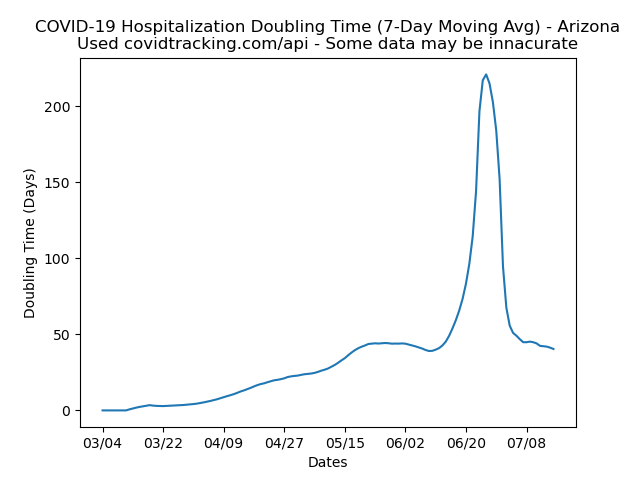 COVID-19 Hospitalization Doubling Time (7-Day Moving Avg) - Arizona
Used covidtracking.com/api - Some data may be innacurate
200
150
100
50
0
Doubling Time (Days)
03/04 03/22 04/09 04/27 05/15 06/02 06/20 07/08
Dates